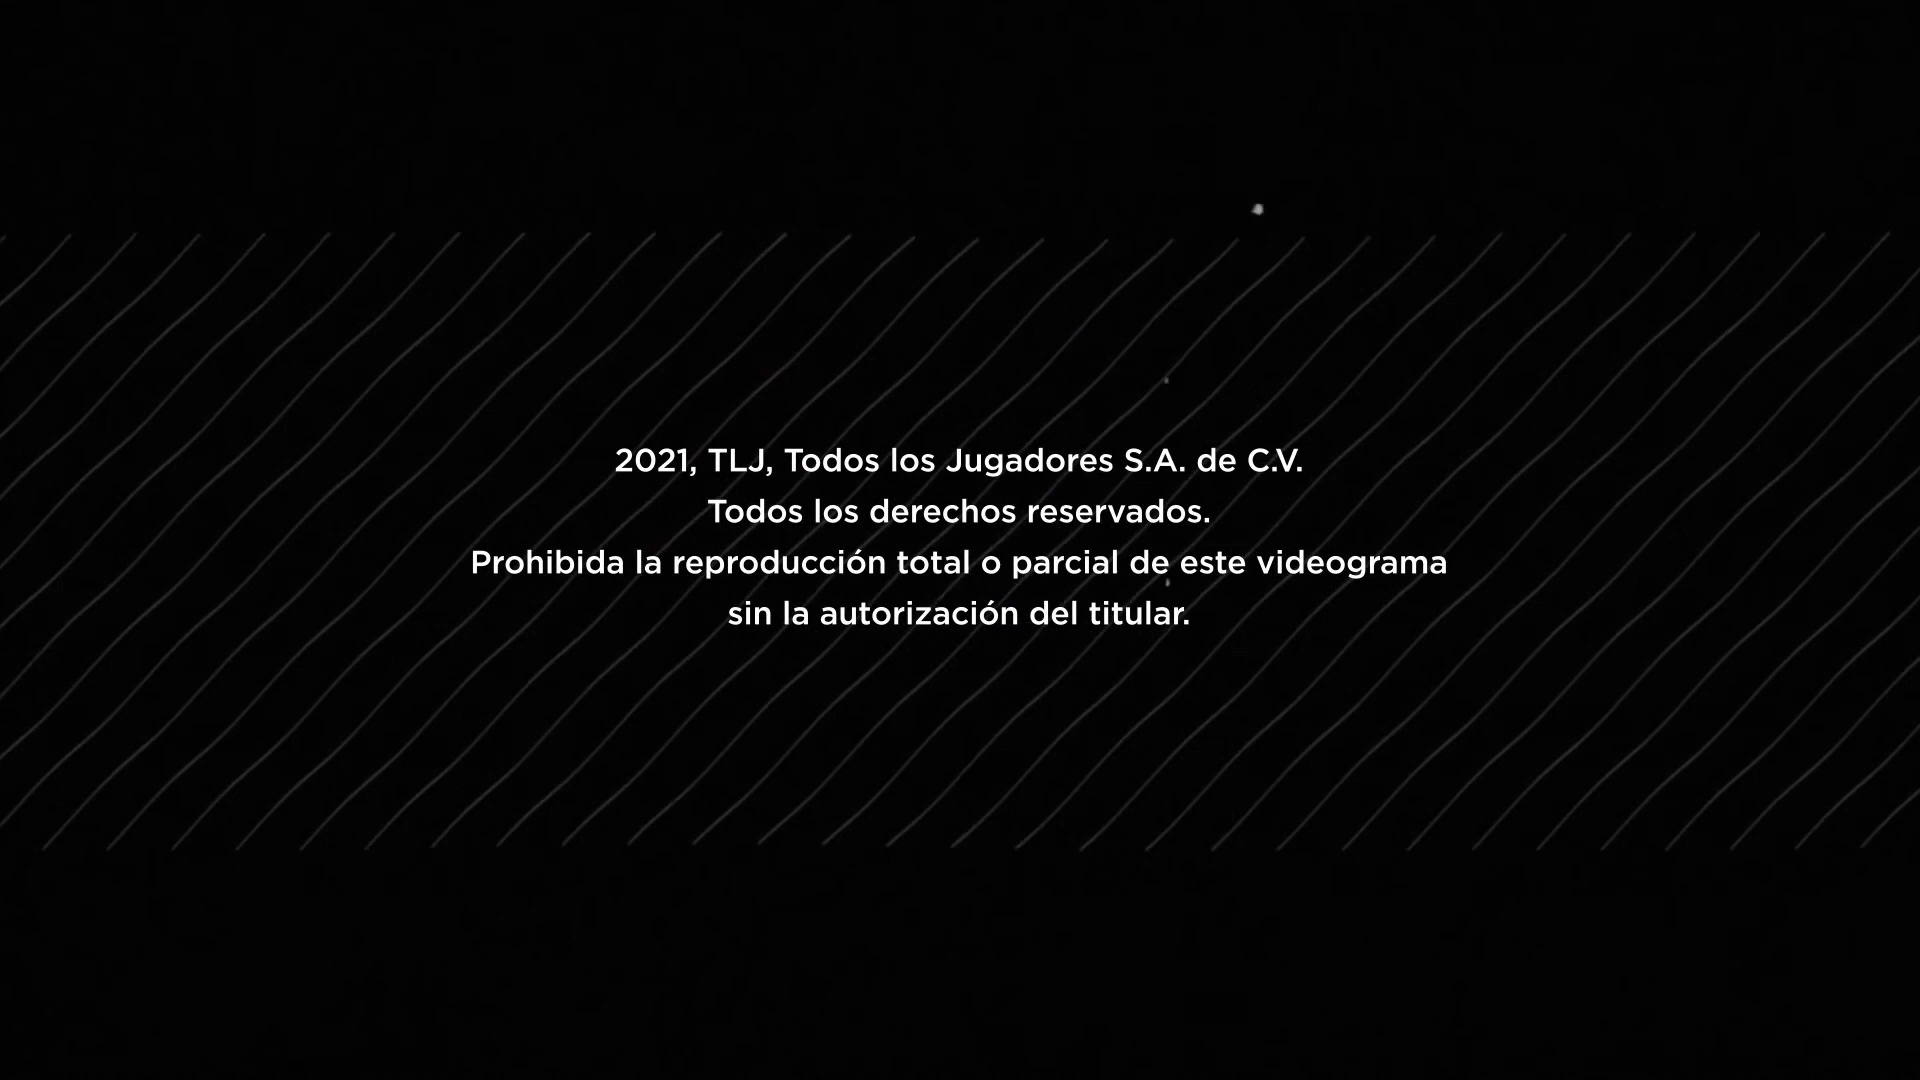 2021, TLJ, Todos los Jugadores S.A. de C.V.
Todos los derechos reservados.
Prohibida la reproducción total o parcial de este videograma
sin la autorización del titular.